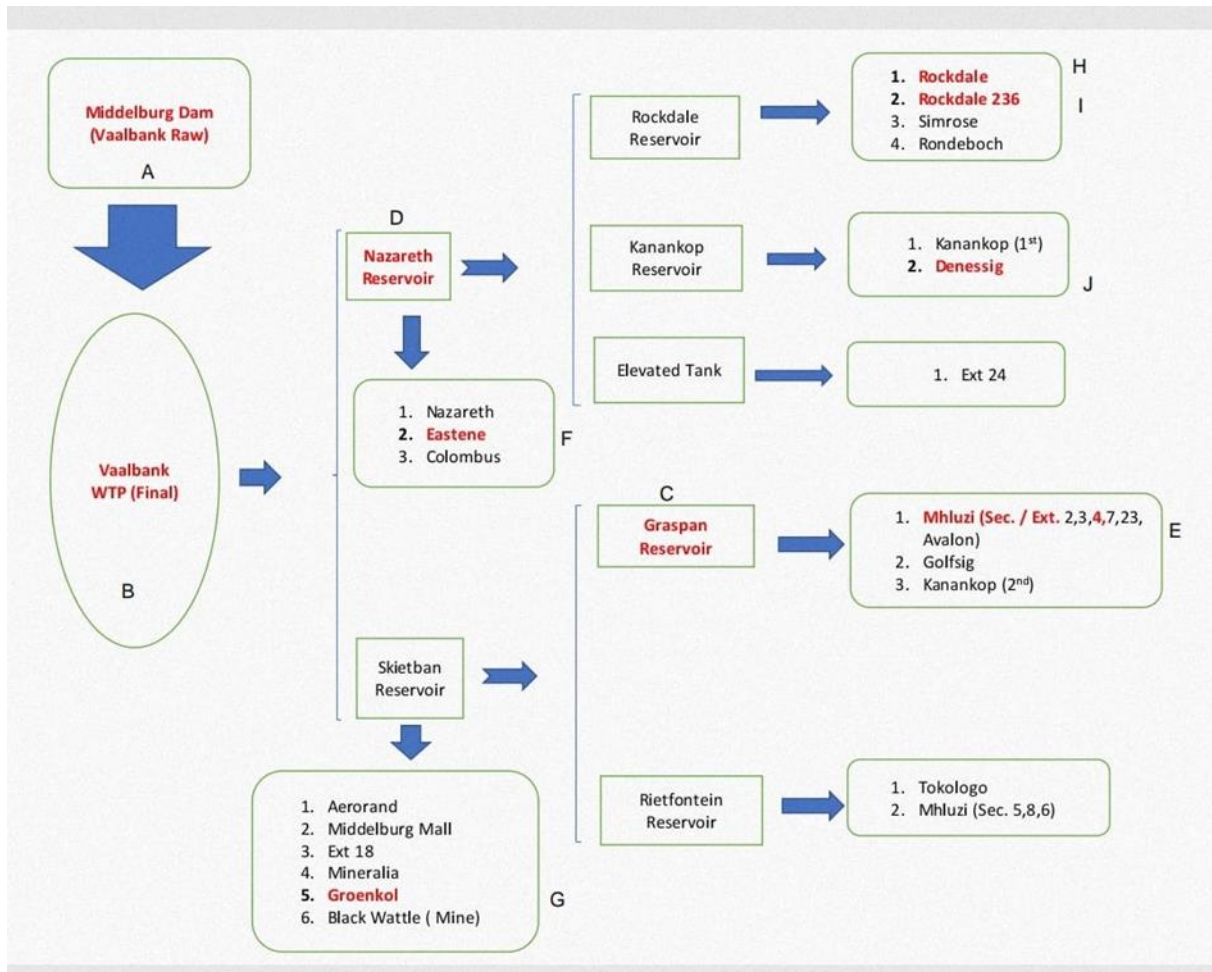 Middelburg Dam
(Vaalbank Raw)
A
Vaalbank
WTP (Final)
B
D
Nazareth
Reservoir
1. Nazareth
2. Eastene
3. Colombus
F
Skietban
Reservoir
1. Aerorand
2. Middelburg Mall
3. Ext 18
4. Mineralia
5. Groenkol
6. Black Wattle ( Mine)
G
Rockdale
Reservoir
1. Rockdale
2. Rockdale 236
3. Simrose
4. Rondeboch
H
I
Kanankop
Reservoir
1. Kanankop (1st)
2. Denessig
J
Elevated Tank
1. Ext 24
C
Graspan
Reservoir
1. Mhluzi (Sec. / Ext. 2,3,4,7,23,
Avalon)
2. Golfsig
3. Kanankop (2nd)
E
Rietfontein
Reservoir
1. Tokologo
2. Mhluzi (Sec. 5,8,6)